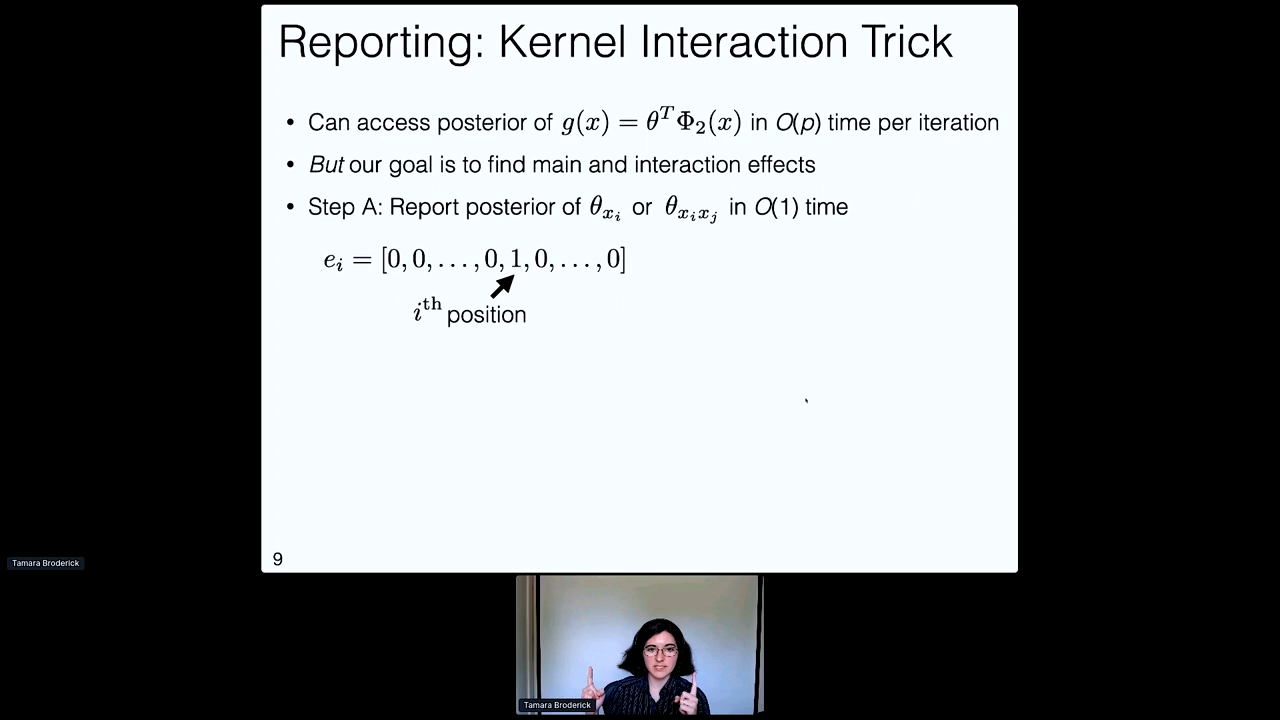 Reporting: Kernel Interaction Trick
• Can access posterior of g(x) = θᵀΦ₂(x) in O(p) time per iteration
• But our goal is to find main and interaction effects
• Step A: Report posterior of θ_{x_i} or θ_{x_i x_j} in O(1) time
e_i = [0, 0, . . . , 0, 1, 0, . . . , 0]
i^th position
9
Tamara Broderick
Tamara Broderick